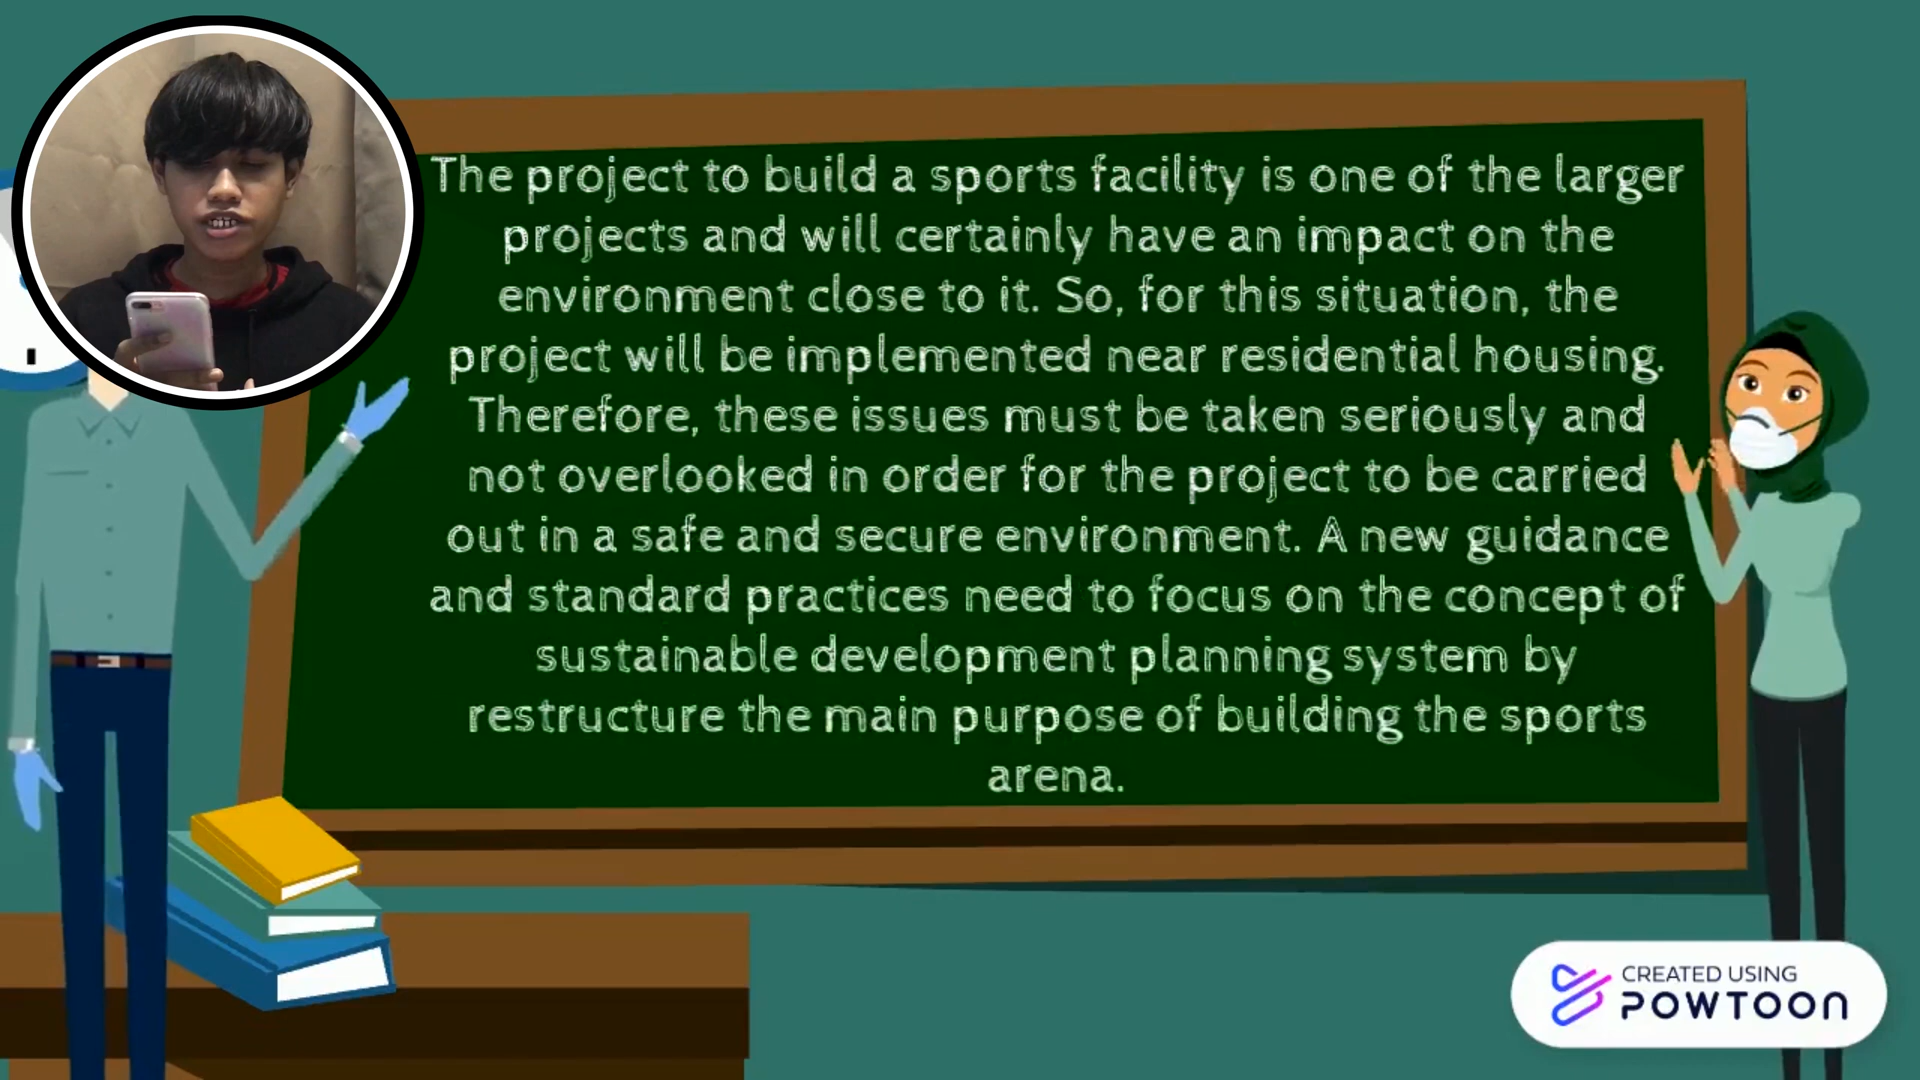 The project to build a sports facility is one of the larger
projects and will certainly have an impact on the
environment close to it. So, for this situation, the
project will be implemented near residential housing.
Therefore, these issues must be taken seriously and
not overlooked in order for the project to be carried
out in a safe and secure environment. A new guidance
and standard practices need to focus on the concept of
sustainable development planning system by
restructure the main purpose of building the sports
arena.
CREATED USING
POWTOON